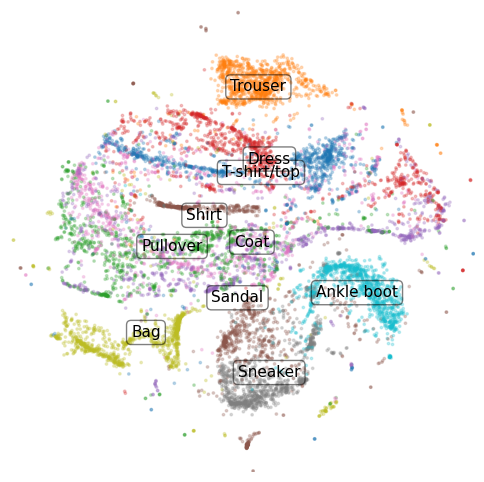 Trouser
Dress
T-shirt/top
Shirt
Pullover
Coat
Sandal
Ankle boot
Bag
Sneaker